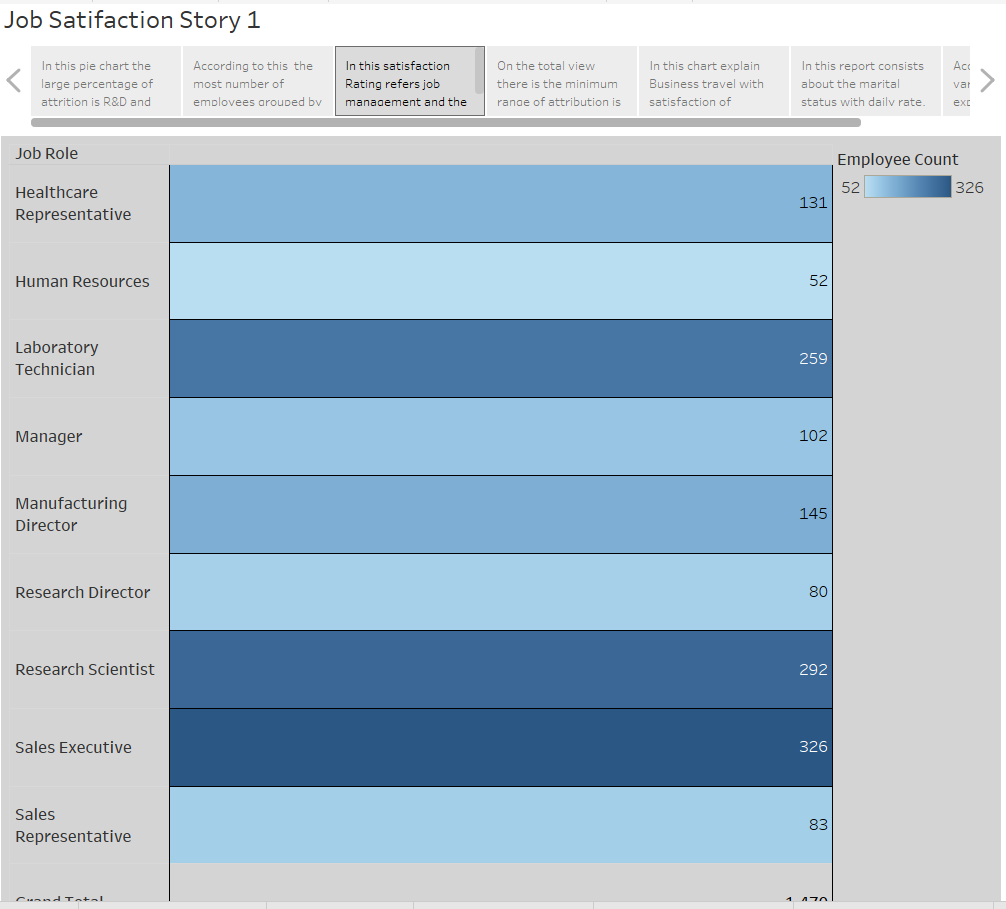 Job Satifaction Story 1
In this pie chart the
large percentage of
attrition is R&D and
According to this the
most number of
employees grouped by
In this satisfaction
Rating refers job
management and the
On the total view
there is the minimum
range of attribution is
In this chart explain
Business travel with
satisfaction of
In this report consists
about the marital
status with daily rate.
Job Role
Employee Count
52 326
Healthcare
Representative
131
Human Resources 52
Laboratory
Technician
259
Manager 102
Manufacturing
Director
145
Research Director 80
Research Scientist 292
Sales Executive 326
Sales
Representative
83
Grand Total 1,470